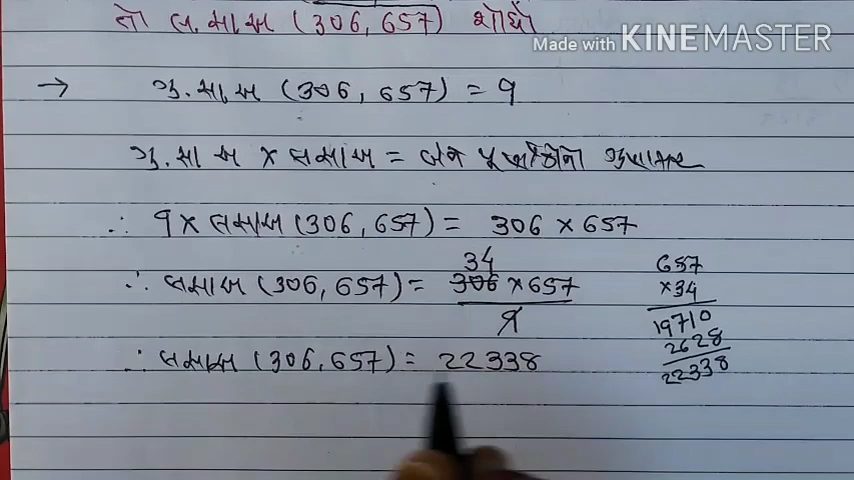 તો લ.સા.અ (306, 657) શોધો
Made with KINEMASTER
→ ગુ.સા.અ (306, 657) = 9
ગુ.સા અ × લસાઅ = બંને પૂર્ણાંકોનો ગુણાકાર
∴ 9 × લસાઅ (306, 657) = 306 × 657
34
∴ લસાઅ (306, 657) = 306 × 657
9
∴ લસાઅ (306, 657) = 22338
657
×34
19710
2628
22338